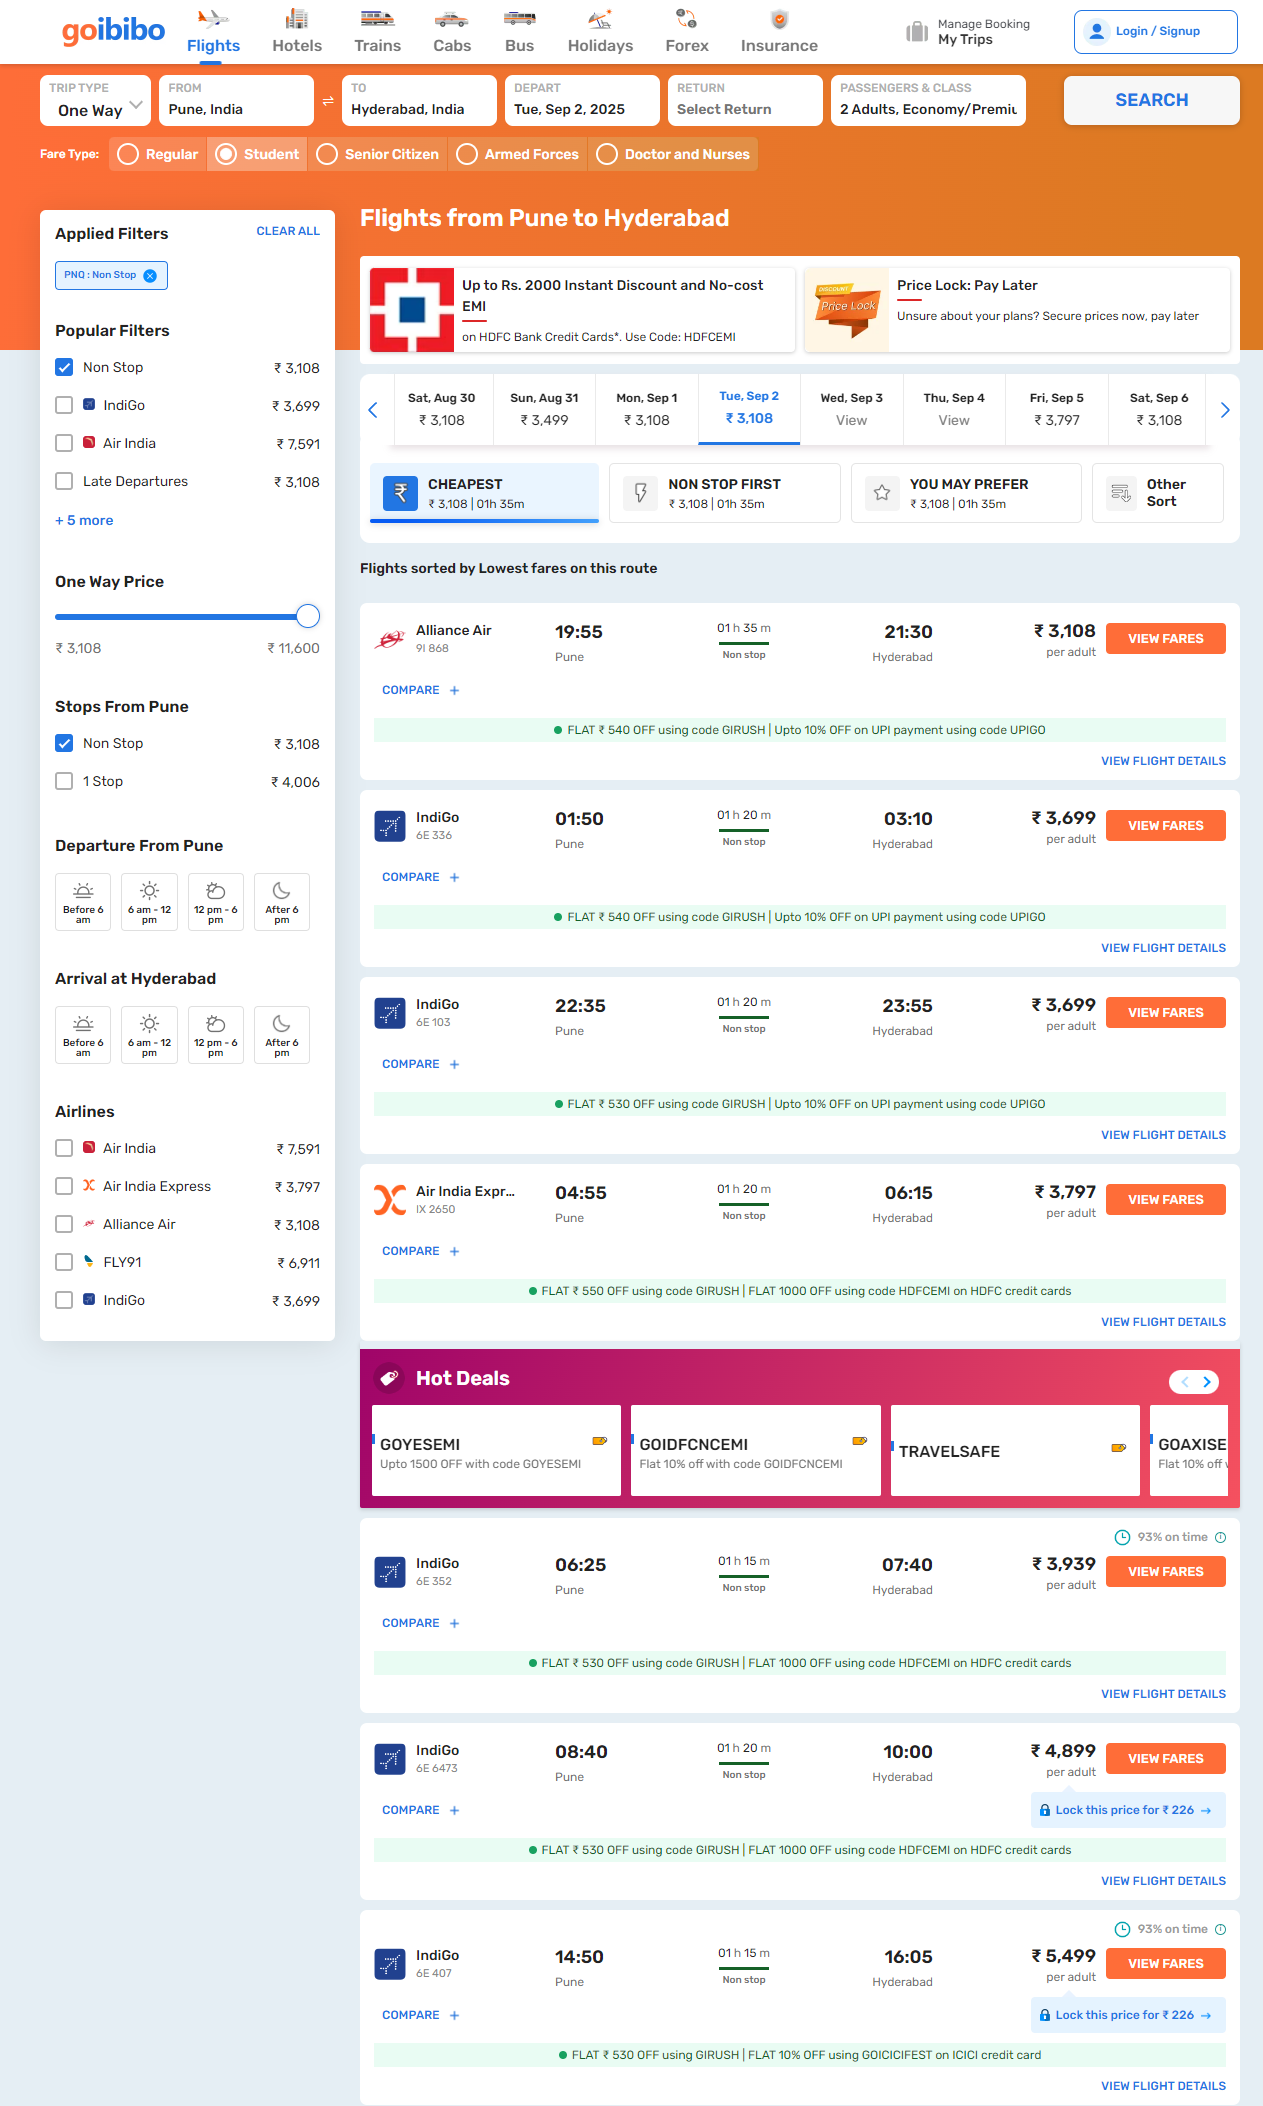 goibibo
Flights
Hotels
Trains
Cabs
Bus
Holidays
Forex
Insurance
Manage Booking
My Trips
Login / Signup
TRIP TYPE
One Way
FROM
Pune, India
TO
Hyderabad, India
DEPART
Tue, Sep 2, 2025
RETURN
Select Return
PASSENGERS & CLASS
2 Adults, Economy/Premiu
SEARCH
Fare Type:
Regular
Student
Senior Citizen
Armed Forces
Doctor and Nurses
Applied Filters
CLEAR ALL
PNQ : Non Stop
Popular Filters
Non Stop ₹ 3,108
IndiGo ₹ 3,699
Air India ₹ 7,591
Late Departures ₹ 3,108
+ 5 more
One Way Price
₹ 3,108 ₹ 11,600
Stops From Pune
Non Stop ₹ 3,108
1 Stop ₹ 4,006
Departure From Pune
Before 6 am
6 am - 12 pm
12 pm - 6 pm
After 6 pm
Arrival at Hyderabad
Before 6 am
6 am - 12 pm
12 pm - 6 pm
After 6 pm
Airlines
Air India ₹ 7,591
Air India Express ₹ 3,797
Alliance Air ₹ 3,108
FLY91 ₹ 6,911
IndiGo ₹ 3,699
Flights from Pune to Hyderabad
Up to Rs. 2000 Instant Discount and No-cost
EMI
on HDFC Bank Credit Cards*. Use Code: HDFCEMI
DISCOUNT
Price Lock
Price Lock: Pay Later
Unsure about your plans? Secure prices now, pay later
Sat, Aug 30
₹ 3,108
Sun, Aug 31
₹ 3,499
Mon, Sep 1
₹ 3,108
Tue, Sep 2
₹ 3,108
Wed, Sep 3
View
Thu, Sep 4
View
Fri, Sep 5
₹ 3,797
Sat, Sep 6
₹ 3,108
CHEAPEST
₹ 3,108 | 01h 35m
NON STOP FIRST
₹ 3,108 | 01h 35m
YOU MAY PREFER
₹ 3,108 | 01h 35m
Other
Sort
Flights sorted by Lowest fares on this route
Alliance Air
9I 868
19:55
Pune
01 h 35 m
Non stop
21:30
Hyderabad
₹ 3,108
per adult
VIEW FARES
COMPARE +
FLAT ₹ 540 OFF using code GIRUSH | Upto 10% OFF on UPI payment using code UPIGO
VIEW FLIGHT DETAILS
IndiGo
6E 336
01:50
Pune
01 h 20 m
Non stop
03:10
Hyderabad
₹ 3,699
per adult
VIEW FARES
COMPARE +
FLAT ₹ 540 OFF using code GIRUSH | Upto 10% OFF on UPI payment using code UPIGO
VIEW FLIGHT DETAILS
IndiGo
6E 103
22:35
Pune
01 h 20 m
Non stop
23:55
Hyderabad
₹ 3,699
per adult
VIEW FARES
COMPARE +
FLAT ₹ 530 OFF using code GIRUSH | Upto 10% OFF on UPI payment using code UPIGO
VIEW FLIGHT DETAILS
Air India Expr...
IX 2650
04:55
Pune
01 h 20 m
Non stop
06:15
Hyderabad
₹ 3,797
per adult
VIEW FARES
COMPARE +
FLAT ₹ 550 OFF using code GIRUSH | FLAT 1000 OFF using code HDFCEMI on HDFC credit cards
VIEW FLIGHT DETAILS
Hot Deals
GOYESEMI
Upto 1500 OFF with code GOYESEMI
GOIDFCNCEMI
Flat 10% off with code GOIDFCNCEMI
TRAVELSAFE
GOAXISE
Flat 10% off
93% on time
IndiGo
6E 352
06:25
Pune
01 h 15 m
Non stop
07:40
Hyderabad
₹ 3,939
per adult
VIEW FARES
COMPARE +
FLAT ₹ 530 OFF using code GIRUSH | FLAT 1000 OFF using code HDFCEMI on HDFC credit cards
VIEW FLIGHT DETAILS
IndiGo
6E 6473
08:40
Pune
01 h 20 m
Non stop
10:00
Hyderabad
₹ 4,899
per adult
VIEW FARES
COMPARE +
Lock this price for ₹ 226 →
FLAT ₹ 530 OFF using code GIRUSH | FLAT 1000 OFF using code HDFCEMI on HDFC credit cards
VIEW FLIGHT DETAILS
93% on time
IndiGo
6E 407
14:50
Pune
01 h 15 m
Non stop
16:05
Hyderabad
₹ 5,499
per adult
VIEW FARES
COMPARE +
Lock this price for ₹ 226 →
FLAT ₹ 530 OFF using GIRUSH | FLAT 10% OFF using GOICICIFEST on ICICI credit card
VIEW FLIGHT DETAILS